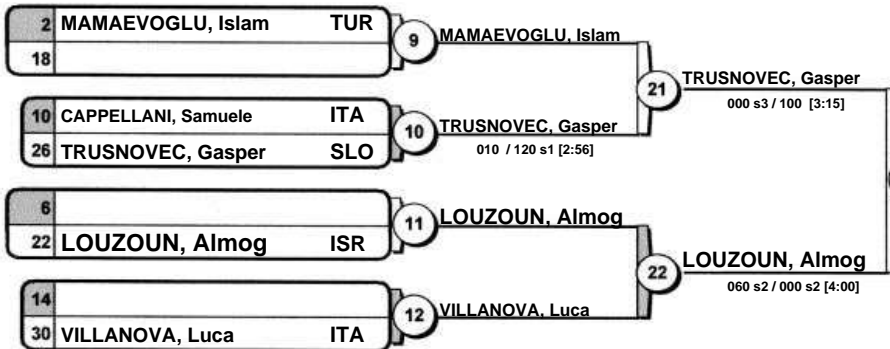 2 MAMAEVOGLU, Islam TUR
18
9 MAMAEVOGLU, Islam
10 CAPPELLANI, Samuele ITA
26 TRUSNOVEC, Gasper SLO
10 TRUSNOVEC, Gasper
010 / 120 s1 [2:56]
21 TRUSNOVEC, Gasper
000 s3 / 100 [3:15]
6
22 LOUZOUN, Almog ISR
11 LOUZOUN, Almog
14
30 VILLANOVA, Luca ITA
12 VILLANOVA, Luca
22 LOUZOUN, Almog
060 s2 / 000 s2 [4:00]